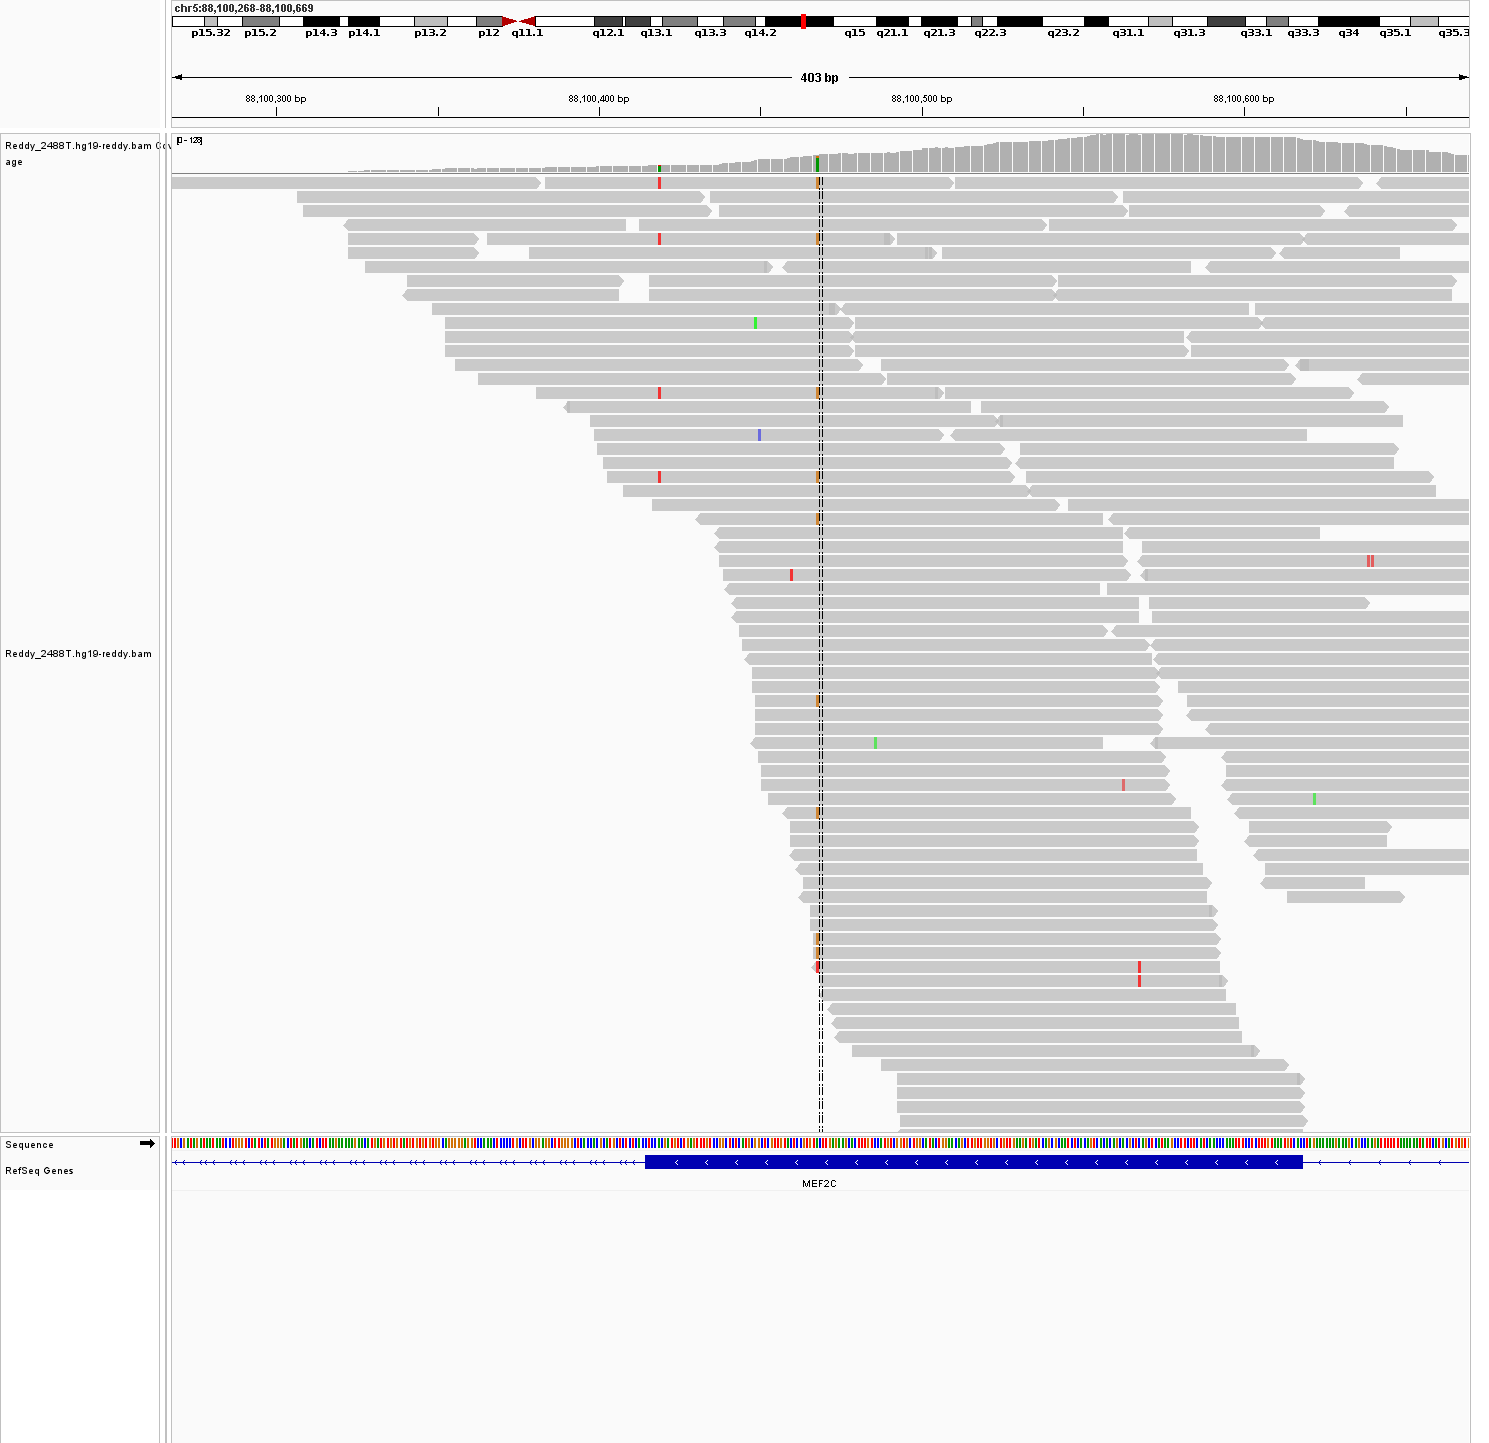 chr5:88,100,268-88,100,669
p15.32 p15.2 p14.3 p14.1 p13.2 p12 q11.1 q12.1 q13.1 q13.3 q14.2 q15 q21.1 q21.3 q22.3 q23.2 q31.1 q31.3 q33.1 q33.3 q34 q35.1 q35.3
403 bp
88,100,300 bp 88,100,400 bp 88,100,500 bp 88,100,600 bp
Reddy_2488T.hg19-reddy.bam Cov
age
[0 - 128]
Reddy_2488T.hg19-reddy.bam
Sequence
RefSeq Genes
MEF2C